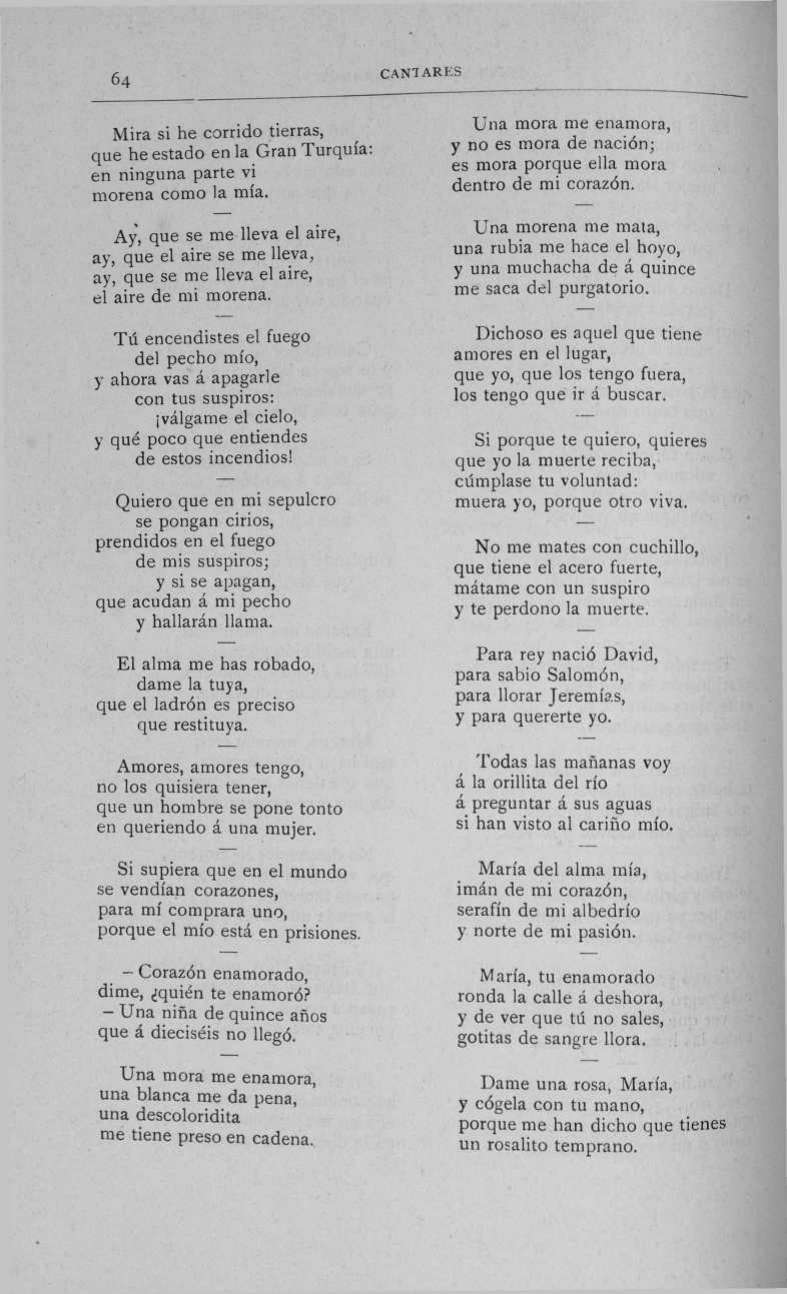 64
CANTARES
Mira si he corrido tierras,
que he estado en la Gran Turquía:
en ninguna parte vi
morena como la mía.
—
Ay, que se me lleva el aire,
ay, que el aire se me lleva,
ay, que se me lleva el aire,
el aire de mi morena.
—
Tú encendistes el fuego
del pecho mío,
y ahora vas á apagarle
con tus suspiros:
¡válgame el cielo,
y qué poco que entiendes
de estos incendios!
—
Quiero que en mi sepulcro
se pongan cirios,
prendidos en el fuego
de mis suspiros;
y si se apagan,
que acudan á mi pecho
y hallarán llama.
—
El alma me has robado,
dame la tuya,
que el ladrón es preciso
que restituya.
—
Amores, amores tengo,
no los quisiera tener,
que un hombre se pone tonto
en queriendo á una mujer.
—
Si supiera que en el mundo
se vendían corazones,
para mí comprara uno,
porque el mío está en prisiones.
—
– Corazón enamorado,
dime, ¿quién te enamoró?
– Una niña de quince años
que á dieciséis no llegó.
—
Una mora me enamora,
una blanca me da pena,
una descoloridita
me tiene preso en cadena.
Una mora me enamora,
y no es mora de nación;
es mora porque ella mora
dentro de mi corazón.
—
Una morena me mata,
una rubia me hace el hoyo,
y una muchacha de á quince
me saca del purgatorio.
—
Dichoso es aquel que tiene
amores en el lugar,
que yo, que los tengo fuera,
los tengo que ir á buscar.
—
Si porque te quiero, quieres
que yo la muerte reciba,
cúmplase tu voluntad:
muera yo, porque otro viva.
—
No me mates con cuchillo,
que tiene el acero fuerte,
mátame con un suspiro
y te perdono la muerte.
—
Para rey nació David,
para sabio Salomón,
para llorar Jeremías,
y para quererte yo.
—
Todas las mañanas voy
á la orillita del río
á preguntar á sus aguas
si han visto al cariño mío.
—
María del alma mía,
imán de mi corazón,
serafín de mi albedrío
y norte de mi pasión.
—
María, tu enamorado
ronda la calle á deshora,
y de ver que tú no sales,
gotitas de sangre llora.
—
Dame una rosa, María,
y cógela con tu mano,
porque me han dicho que tienes
un rosalito temprano.